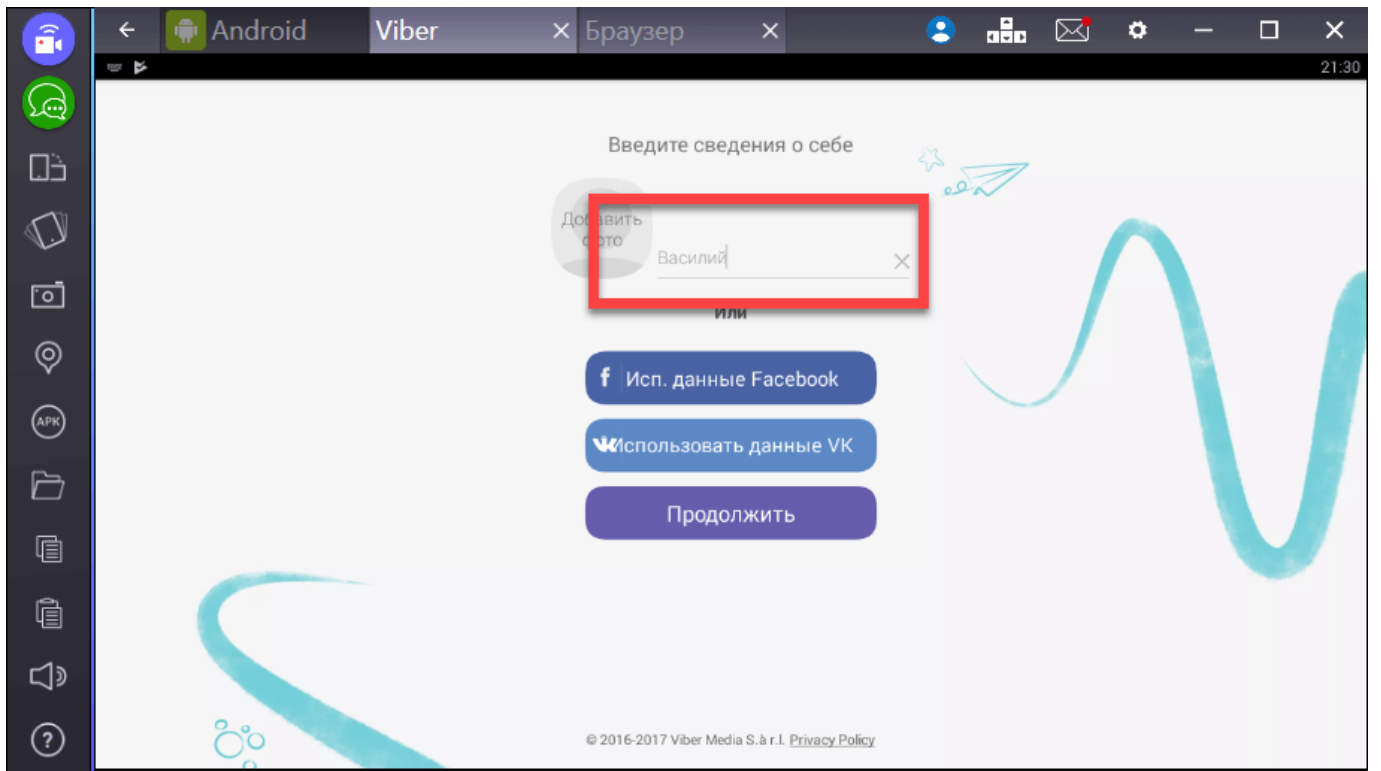 Android
Viber
Браузер
21:30
Введите сведения о себе
Добавить
фото
Василий
Или
Исп. данные Facebook
Использовать данные VK
Продолжить
APK
© 2016-2017 Viber Media S.à r.l. Privacy Policy